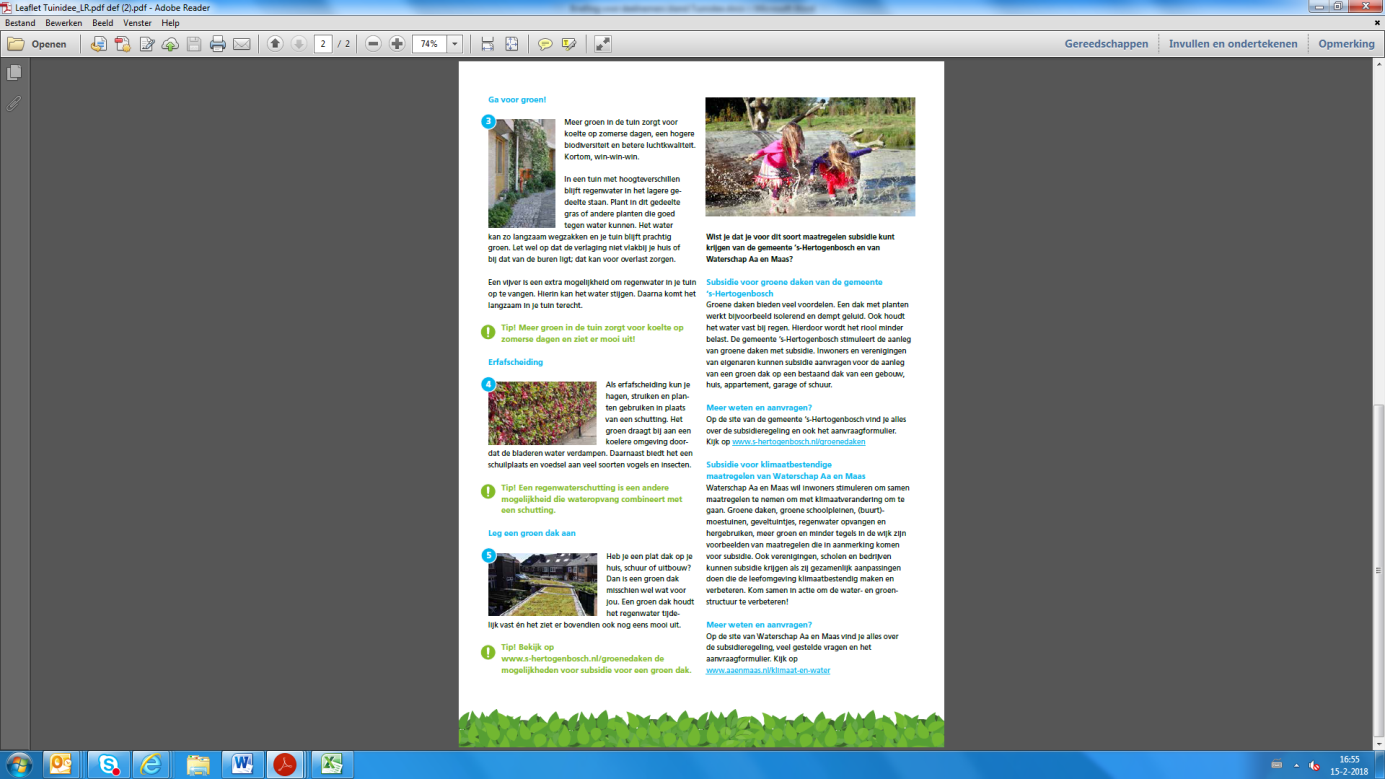 Leaflet Tuinidee_LR.pdf def (2).pdf - Adobe Reader
Bestand Bewerken Beeld Venster Help
Openen
2 / 2
74%
Gereedschappen
Invullen en ondertekenen
Opmerking
Ga voor groen!
3
Meer groen in de tuin zorgt voor
koelte op zomerse dagen, een hogere
biodiversiteit en betere luchtkwaliteit.
Kortom, win-win-win.
In een tuin met hoogteverschillen
blijft regenwater in het lagere ge-
deelte staan. Plant in dit gedeelte
gras of andere planten die goed
tegen water kunnen. Het water
kan zo langzaam wegzakken en je tuin blijft prachtig
groen. Let wel op dat de verlaging niet vlakbij je huis of
bij dat van de buren ligt; dat kan voor overlast zorgen.
Een vijver is een extra mogelijkheid om regenwater in je tuin
op te vangen. Hierin kan het water stijgen. Daarna komt het
langzaam in je tuin terecht.
! Tip! Meer groen in de tuin zorgt voor koelte op
zomerse dagen en ziet er mooi uit!
Erfafscheiding
4
Als erfafscheiding kun je
hagen, struiken en plan-
ten gebruiken in plaats
van een schutting. Het
groen draagt bij aan een
koelere omgeving door-
dat de bladeren water verdampen. Daarnaast biedt het een
schuilplaats en voedsel aan veel soorten vogels en insecten.
! Tip! Een regenwaterschutting is een andere
mogelijkheid die wateropvang combineert met
een schutting.
Leg een groen dak aan
5
Heb je een plat dak op je
huis, schuur of uitbouw?
Dan is een groen dak
misschien wel wat voor
jou. Een groen dak houdt
het regenwater tijde-
lijk vast én het ziet er bovendien ook nog eens mooi uit.
! Tip! Bekijk op
www.s-hertogenbosch.nl/groenedaken de
mogelijkheden voor subsidie voor een groen dak.
Wist je dat je voor dit soort maatregelen subsidie kunt
krijgen van de gemeente 's-Hertogenbosch en van
Waterschap Aa en Maas?
Subsidie voor groene daken van de gemeente
's-Hertogenbosch
Groene daken bieden veel voordelen. Een dak met planten
werkt bijvoorbeeld isolerend en dempt geluid. Ook houdt
het water vast bij regen. Hierdoor wordt het riool minder
belast. De gemeente 's-Hertogenbosch stimuleert de aanleg
van groene daken met subsidie. Inwoners en verenigingen
van eigenaren kunnen subsidie aanvragen voor de aanleg
van een groen dak op een bestaand dak van een gebouw,
huis, appartement, garage of schuur.
Meer weten en aanvragen?
Op de site van de gemeente 's-Hertogenbosch vind je alles
over de subsidieregeling en ook het aanvraagformulier.
Kijk op www.s-hertogenbosch.nl/groenedaken
Subsidie voor klimaatbestendige
maatregelen van Waterschap Aa en Maas
Waterschap Aa en Maas wil inwoners stimuleren om samen
maatregelen te nemen om met klimaatverandering om te
gaan. Groene daken, groene schoolpleinen, (buurt)-
moestuinen, geveltuintjes, regenwater opvangen en
hergebruiken, meer groen en minder tegels in de wijk zijn
voorbeelden van maatregelen die in aanmerking komen
voor subsidie. Ook verenigingen, scholen en bedrijven
kunnen subsidie krijgen als zij gezamenlijk aanpassingen
doen die de leefomgeving klimaatbestendig maken en
verbeteren. Kom samen in actie om de water- en groen-
structuur te verbeteren!
Meer weten en aanvragen?
Op de site van Waterschap Aa en Maas vind je alles over
de subsidieregeling, veel gestelde vragen en het
aanvraagformulier. Kijk op
www.aaenmaas.nl/klimaat-en-water
16:55
15-2-2018